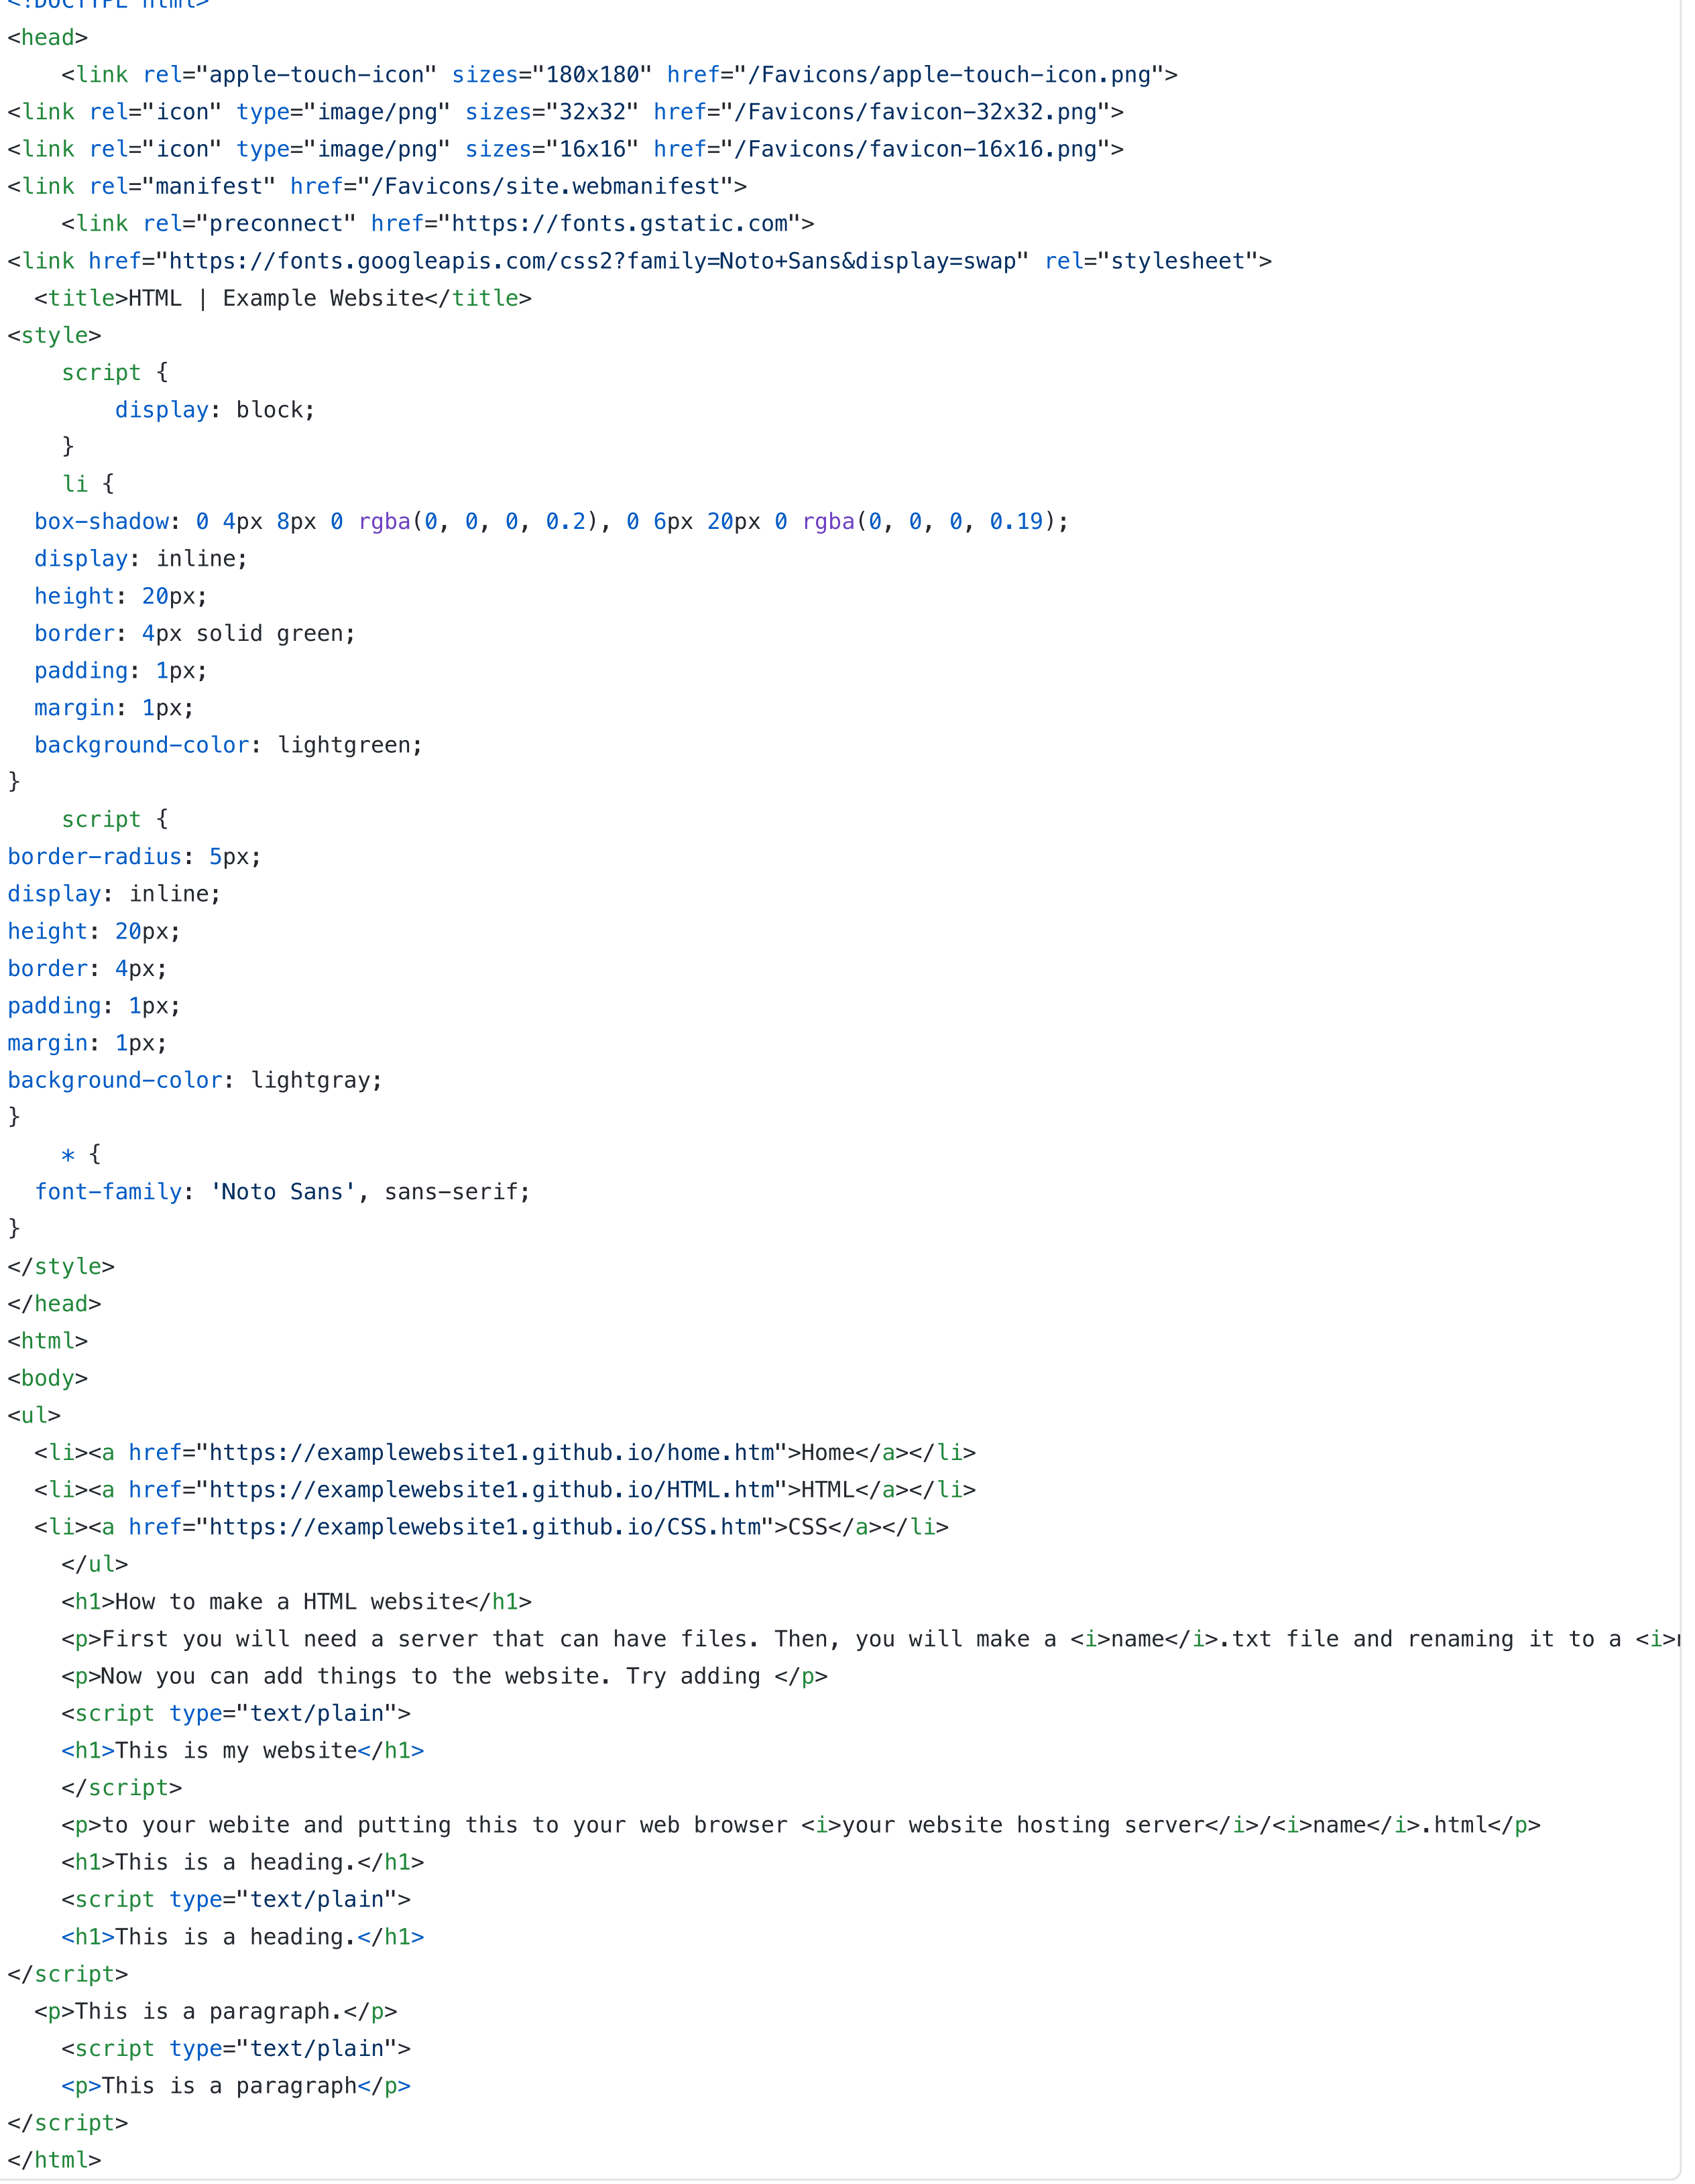 <!DOCTYPE html>
<head>
    <link rel="apple-touch-icon" sizes="180x180" href="/Favicons/apple-touch-icon.png">
<link rel="icon" type="image/png" sizes="32x32" href="/Favicons/favicon-32x32.png">
<link rel="icon" type="image/png" sizes="16x16" href="/Favicons/favicon-16x16.png">
<link rel="manifest" href="/Favicons/site.webmanifest">
    <link rel="preconnect" href="https://fonts.gstatic.com">
<link href="https://fonts.googleapis.com/css2?family=Noto+Sans&display=swap" rel="stylesheet">
  <title>HTML | Example Website</title>
<style>
    script {
        display: block;
    }
    li {
  box-shadow: 0 4px 8px 0 rgba(0, 0, 0, 0.2), 0 6px 20px 0 rgba(0, 0, 0, 0.19);
  display: inline;
  height: 20px;
  border: 4px solid green;
  padding: 1px;
  margin: 1px;
  background-color: lightgreen;
}
    script {
border-radius: 5px;
display: inline;
height: 20px;
border: 4px;
padding: 1px;
margin: 1px;
background-color: lightgray;
}
    * {
  font-family: 'Noto Sans', sans-serif;
}
</style>
</head>
<html>
<body>
<ul>
  <li><a href="https://examplewebsite1.github.io/home.htm">Home</a></li>
  <li><a href="https://examplewebsite1.github.io/HTML.htm">HTML</a></li>
  <li><a href="https://examplewebsite1.github.io/CSS.htm">CSS</a></li>
    </ul>
    <h1>How to make a HTML website</h1>
    <p>First you will need a server that can have files. Then, you will make a <i>name</i>.txt file and renaming it to a <i>
    <p>Now you can add things to the website. Try adding </p>
    <script type="text/plain">
    <h1>This is my website</h1>
    </script>
    <p>to your webite and putting this to your web browser <i>your website hosting server</i>/<i>name</i>.html</p>
    <h1>This is a heading.</h1>
    <script type="text/plain">
    <h1>This is a heading.</h1>
</script>
  <p>This is a paragraph.</p>
    <script type="text/plain">
    <p>This is a paragraph</p>
</script>
</html>